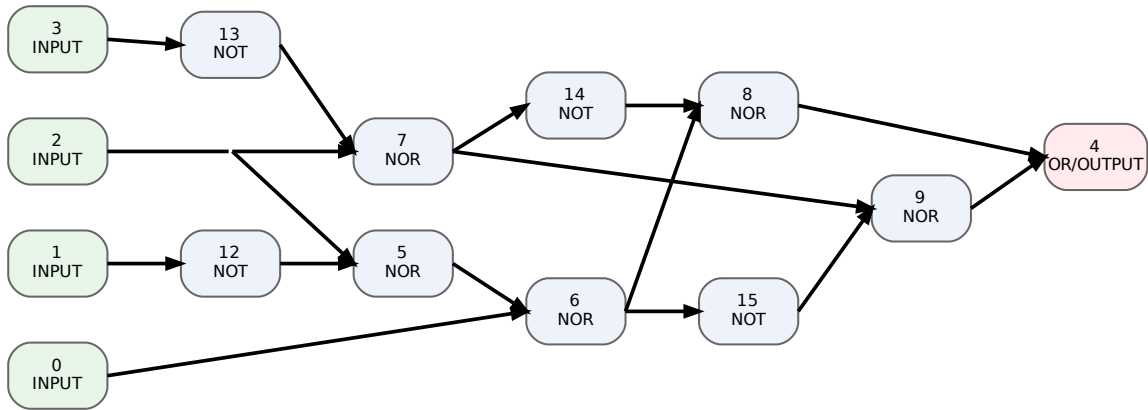 3
INPUT
13
NOT
14
NOT
8
NOR
2
INPUT
7
NOR
4
OR/OUTPUT
9
NOR
1
INPUT
12
NOT
5
NOR
6
NOR
15
NOT
0
INPUT